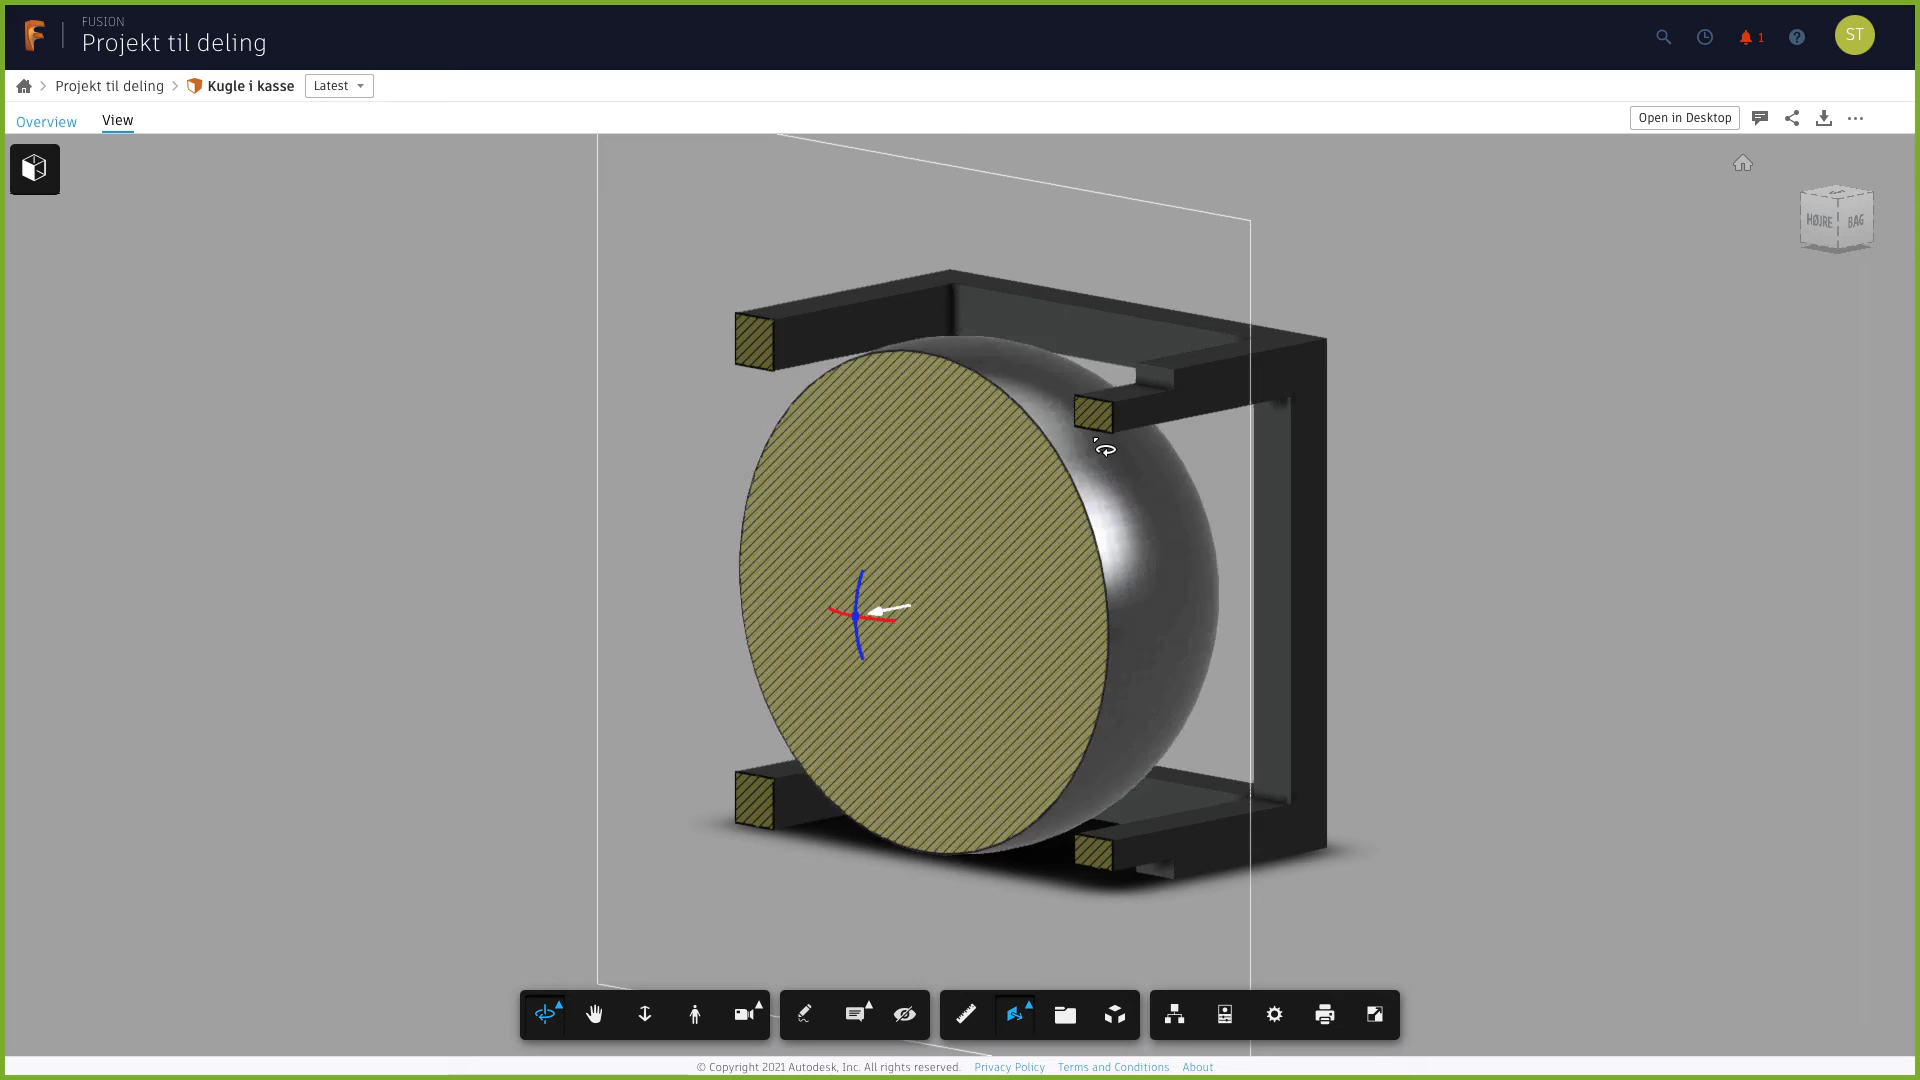 FUSION
Projekt til deling
1
ST
Projekt til deling
Kugle i kasse
Latest
Overview
View
Open in Desktop
HØJRE
BAG
© Copyright 2021 Autodesk, Inc. All rights reserved. Privacy Policy Terms and Conditions About